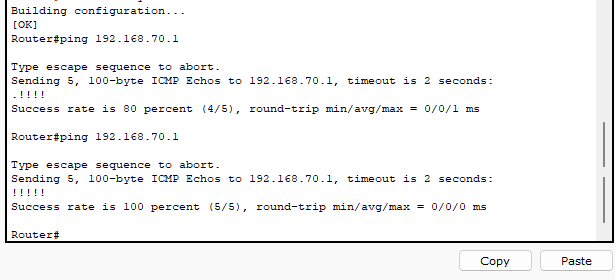 Building configuration...
[OK]
Router#ping 192.168.70.1
Type escape sequence to abort.
Sending 5, 100-byte ICMP Echos to 192.168.70.1, timeout is 2 seconds:
.!!!!
Success rate is 80 percent (4/5), round-trip min/avg/max = 0/0/1 ms
Router#ping 192.168.70.1
Type escape sequence to abort.
Sending 5, 100-byte ICMP Echos to 192.168.70.1, timeout is 2 seconds:
!!!!!
Success rate is 100 percent (5/5), round-trip min/avg/max = 0/0/0 ms
Router#
Copy Paste